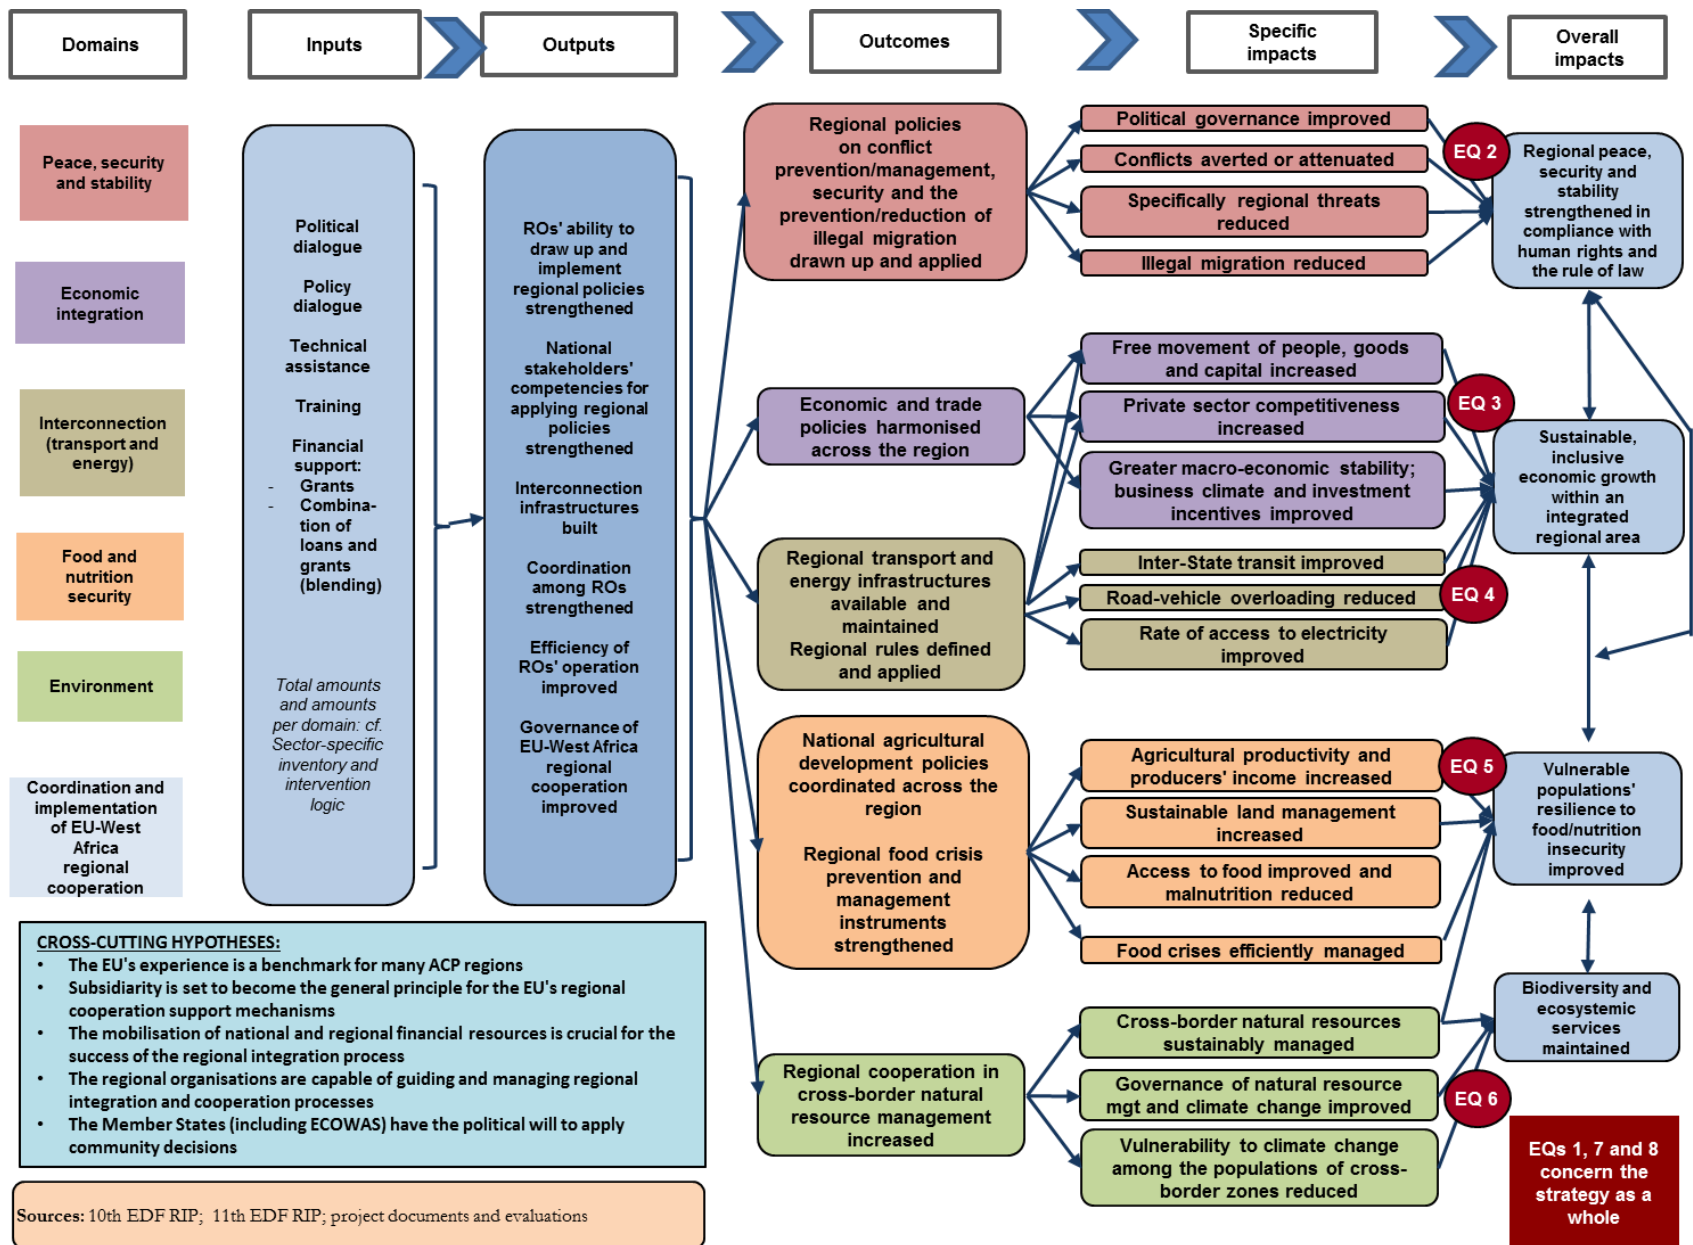 Domains
Inputs
Outputs
Outcomes
Specific
impacts
Overall
impacts
Peace, security
and stability
Economic
integration
Interconnection
(transport and
energy)
Food and
nutrition
security
Environment
Coordination and
implementation
of EU-West
Africa
regional
cooperation
Political
dialogue
Policy
dialogue
Technical
assistance
Training
Financial
support:
- Grants
- Combina-
tion of
loans and
grants
(blending)
Total amounts
and amounts
per domain: cf.
Sector-specific
inventory and
intervention
logic
ROs' ability to
draw up and
implement
regional policies
strengthened
National
stakeholders'
competencies for
applying regional
policies
strengthened
Interconnection
infrastructures
built
Coordination
among ROs
strengthened
Efficiency of
ROs' operation
improved
Governance of
EU-West Africa
regional
cooperation
improved
Regional policies
on conflict
prevention/management,
security and the
prevention/reduction of
illegal migration
drawn up and applied
Economic and trade
policies harmonised
across the region
Regional transport and
energy infrastructures
available and
maintained
Regional rules defined
and applied
National agricultural
development policies
coordinated across the
region
Regional food crisis
prevention and
management
instruments
strengthened
Regional cooperation in
cross-border natural
resource management
increased
Political governance improved
Conflicts averted or attenuated
Specifically regional threats
reduced
Illegal migration reduced
Free movement of people, goods
and capital increased
Private sector competitiveness
increased
Greater macro-economic stability;
business climate and investment
incentives improved
Inter-State transit improved
Road-vehicle overloading reduced
Rate of access to electricity
improved
Agricultural productivity and
producers' income increased
Sustainable land management
increased
Access to food improved and
malnutrition reduced
Food crises efficiently managed
Cross-border natural resources
sustainably managed
Governance of natural resource
mgt and climate change improved
Vulnerability to climate change
among the populations of cross-
border zones reduced
EQ 2
EQ 3
EQ 4
EQ 5
EQ 6
Regional peace,
security and
stability
strengthened in
compliance with
human rights and
the rule of law
Sustainable,
inclusive
economic growth
within an
integrated
regional area
Vulnerable
populations'
resilience to
food/nutrition
insecurity
improved
Biodiversity and
ecosystemic
services
maintained
EQs 1, 7 and 8
concern the
strategy as a
whole
CROSS-CUTTING HYPOTHESES:
• The EU's experience is a benchmark for many ACP regions
• Subsidiarity is set to become the general principle for the EU's regional
cooperation support mechanisms
• The mobilisation of national and regional financial resources is crucial for the
success of the regional integration process
• The regional organisations are capable of guiding and managing regional
integration and cooperation processes
• The Member States (including ECOWAS) have the political will to apply
community decisions
Sources: 10th EDF RIP; 11th EDF RIP; project documents and evaluations